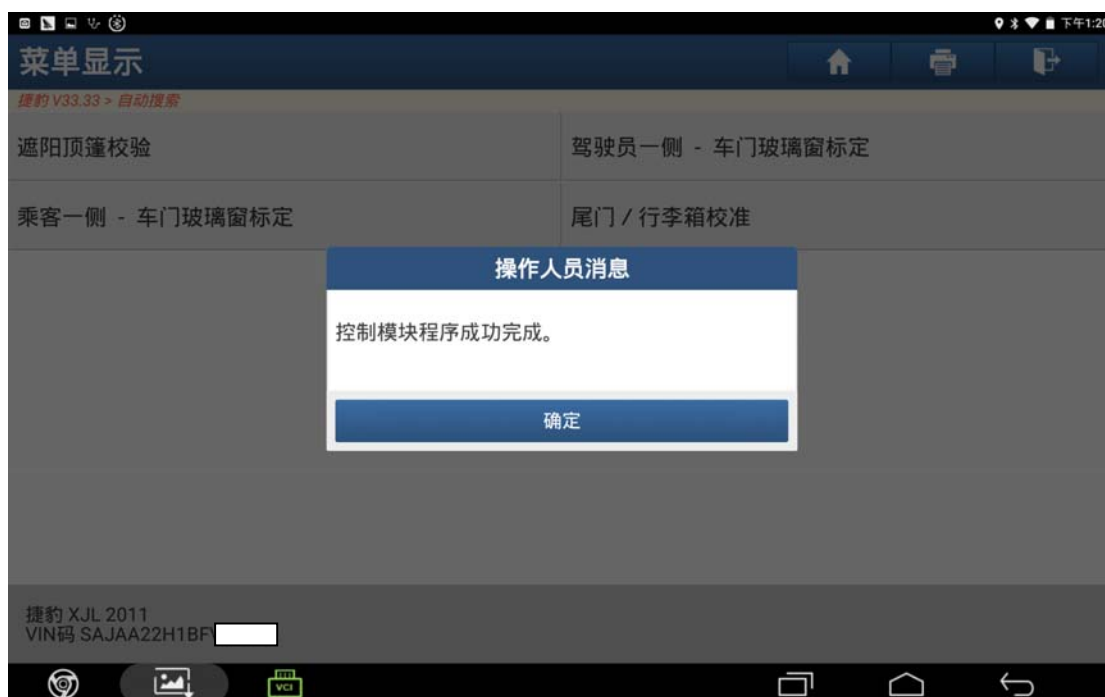 下午1:20
菜单显示
捷豹 V33.33 > 自动搜索
遮阳顶篷校验
驾驶员一侧 - 车门玻璃窗标定
乘客一侧 - 车门玻璃窗标定
尾门 / 行李箱校准
操作人员消息
控制模块程序成功完成。
确定
捷豹 XJL 2011
VIN码 SAJAA22H1BF
VCI